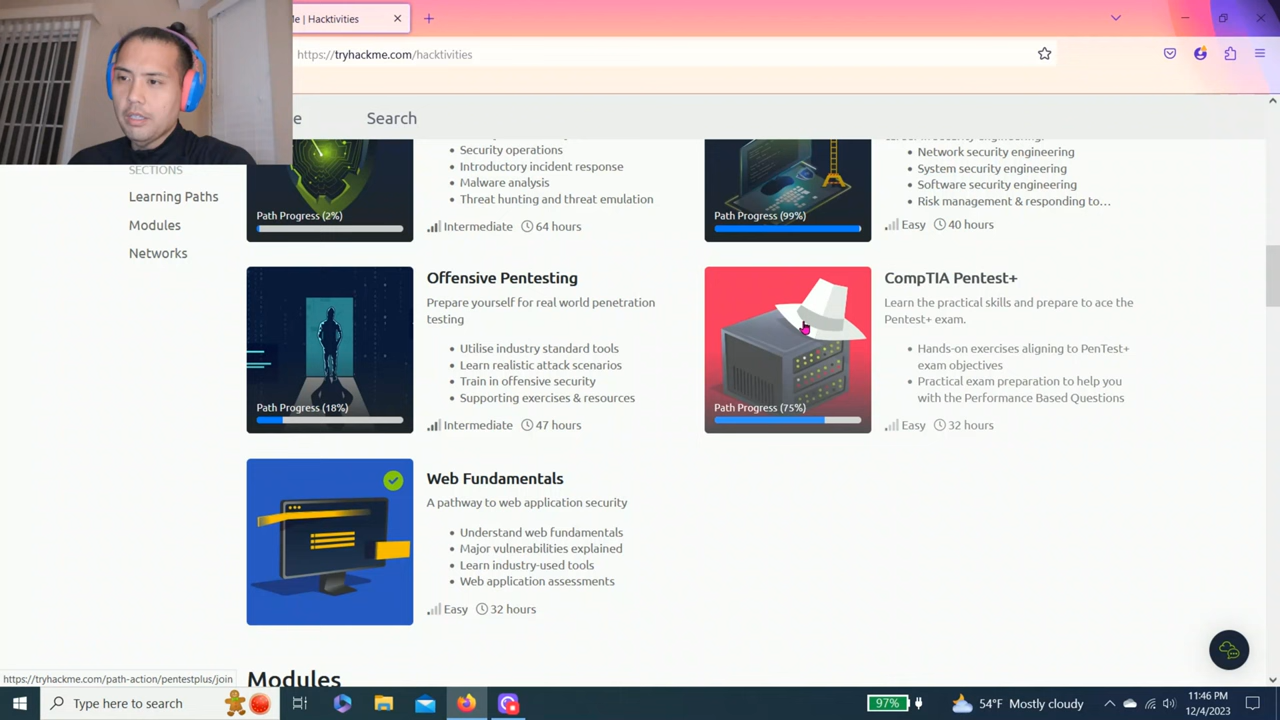 Me | Hacktivities
https://tryhackme.com/hacktivities
Search
SECTIONS
Learning Paths
Modules
Networks
Security operations
Introductory incident response
Malware analysis
Threat hunting and threat emulation
Path Progress (2%)
Intermediate 64 hours
Network security engineering
System security engineering
Software security engineering
Risk management & responding to…
Path Progress (99%)
Easy 40 hours
Offensive Pentesting
Prepare yourself for real world penetration
testing
Utilise industry standard tools
Learn realistic attack scenarios
Train in offensive security
Supporting exercises & resources
Path Progress (18%)
Intermediate 47 hours
CompTIA Pentest+
Learn the practical skills and prepare to ace the
Pentest+ exam.
Hands-on exercises aligning to PenTest+
exam objectives
Practical exam preparation to help you
with the Performance Based Questions
Path Progress (75%)
Easy 32 hours
Web Fundamentals
A pathway to web application security
Understand web fundamentals
Major vulnerabilities explained
Learn industry-used tools
Web application assessments
Easy 32 hours
Modules
https://tryhackme.com/path-action/pentestplus/join
Type here to search
97%
54°F Mostly cloudy
11:46 PM
12/4/2023